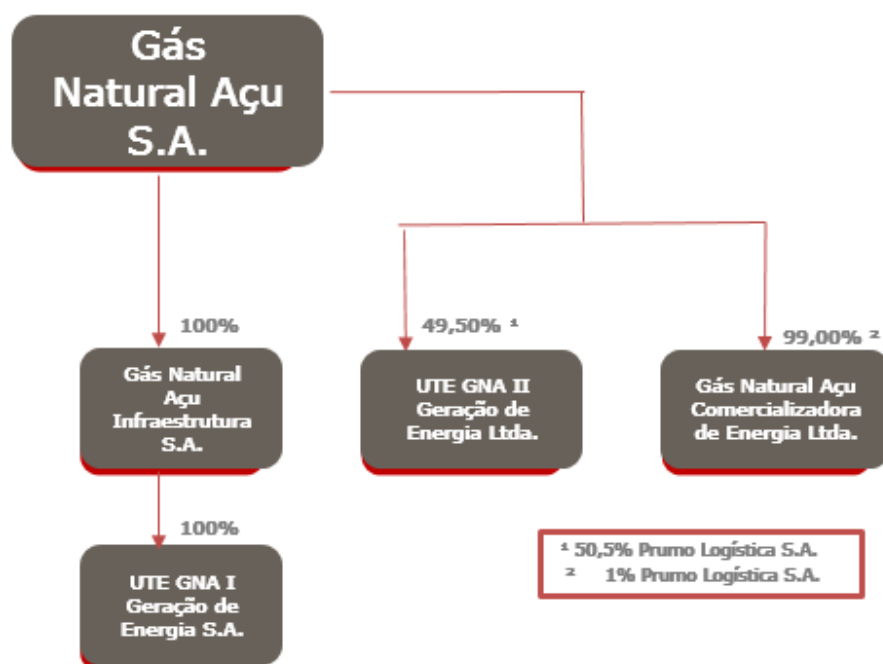 Gás
Natural Açu
S.A.
100%
49,50% ¹
99,00% ²
Gás Natural
Açu
Infraestrutura
S.A.
UTE GNA II
Geração de
Energia Ltda.
Gás Natural Açu
Comercializadora
de Energia Ltda.
100%
¹ 50,5% Prumo Logística S.A.
² 1% Prumo Logística S.A.
UTE GNA I
Geração de
Energia S.A.